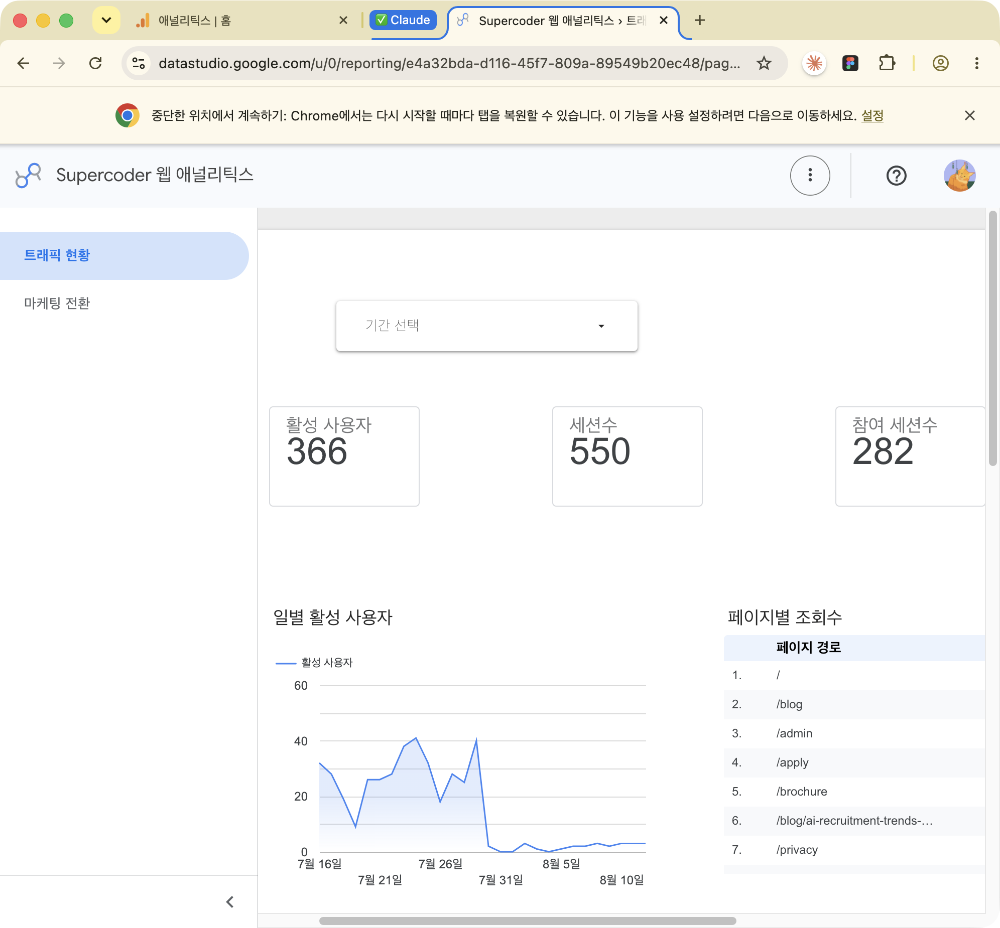 애널리틱스 | 홈
✅ Claude
Supercoder 웹 애널리틱스 › 트래
datastudio.google.com/u/0/reporting/e4a32bda-d116-45f7-809a-89549b20ec48/pag...
중단한 위치에서 계속하기: Chrome에서는 다시 시작할 때마다 탭을 복원할 수 있습니다. 이 기능을 사용 설정하려면 다음으로 이동하세요. 설정
Supercoder 웹 애널리틱스
트래픽 현황
마케팅 전환
기간 선택
활성 사용자
366
세션수
550
참여 세션수
282
일별 활성 사용자
활성 사용자
60
40
20
0
7월 16일
7월 21일
7월 26일
7월 31일
8월 5일
8월 10일
페이지별 조회수
페이지 경로
1. /
2. /blog
3. /admin
4. /apply
5. /brochure
6. /blog/ai-recruitment-trends-...
7. /privacy